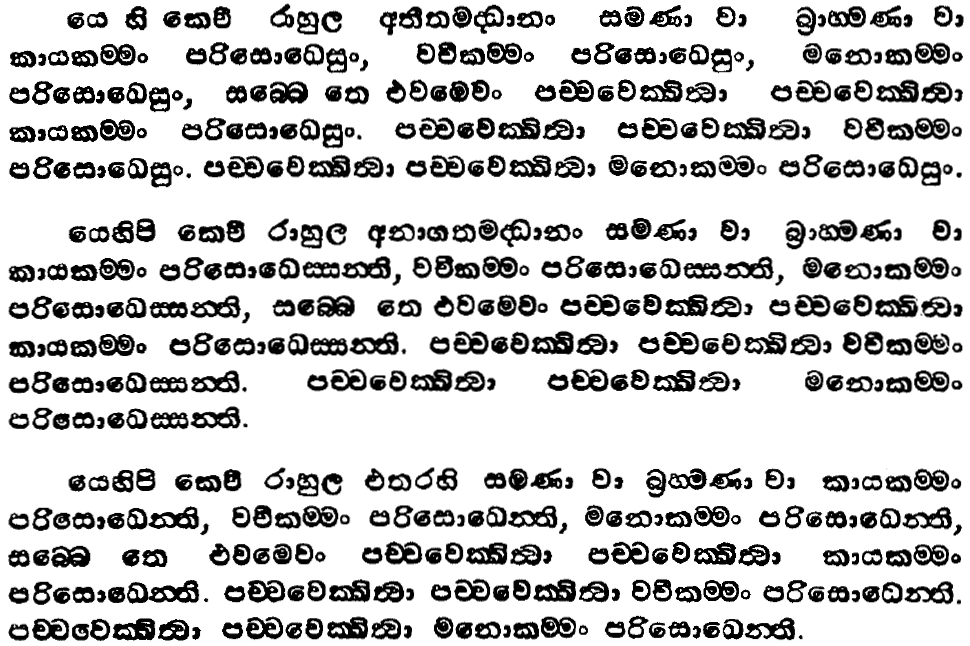 යෙ හි කෙචි රාහුල අතීතමද්ධානං සමණා වා බ්‍රාහ්මණා වා
කායකම්මං පරිසොධෙසුං, වචීකම්මං පරිසොධෙසුං, මනොකම්මං
පරිසොධෙසුං, සබ්බෙ තෙ එවමෙවං පච්චවෙක්ඛිත්‍වා පච්චවෙක්ඛිත්‍වා
කායකම්මං පරිසොධෙසුං. පච්චවෙක්ඛිත්‍වා පච්චවෙක්ඛිත්‍වා වචීකම්මං
පරිසොධෙසුං. පච්චවෙක්ඛිත්‍වා පච්චවෙක්ඛිත්‍වා මනොකම්මං පරිසොධෙසුං.
යෙහිපි කෙචි රාහුල අනාගතමද්ධානං සමණා වා බ්‍රාහ්මණා වා
කායකම්මං පරිසොධෙස්සන්ති, වචීකම්මං පරිසොධෙස්සන්ති, මනොකම්මං
පරිසොධෙස්සන්ති, සබ්බෙ තෙ එවමෙවං පච්චවෙක්ඛිත්‍වා පච්චවෙක්ඛිත්‍වා
කායකම්මං පරිසොධෙස්සන්ති. පච්චවෙක්ඛිත්‍වා පච්චවෙක්ඛිත්‍වා වචීකම්මං
පරිසොධෙස්සන්ති. පච්චවෙක්ඛිත්‍වා පච්චවෙක්ඛිත්‍වා මනොකම්මං
පරිසොධෙස්සන්ති.
යෙහිපි කෙචි රාහුල එතරහි සමණා වා බ්‍රහ්මණා වා කායකම්මං
පරිසොධෙන්ති, වචීකම්මං පරිසොධෙන්ති, මනොකම්මං පරිසොධෙන්ති,
සබ්බෙ තෙ එවමෙවං පච්චවෙක්ඛිත්‍වා පච්චවෙක්ඛිත්‍වා කායකම්මං
පරිසොධෙන්ති. පච්චවෙක්ඛිත්‍වා පච්චවෙක්ඛිත්‍වා වචීකම්මං පරිසොධෙන්ති.
පච්චවෙක්ඛිත්‍වා පච්චවෙක්ඛිත්‍වා මනොකම්මං පරිසොධෙන්ති.